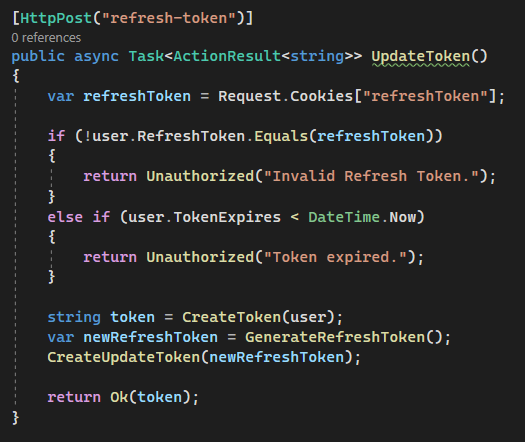 [HttpPost("refresh-token")]
0 references
public async Task<ActionResult<string>> UpdateToken()
{
    var refreshToken = Request.Cookies["refreshToken"];
    if (!user.RefreshToken.Equals(refreshToken))
    {
        return Unauthorized("Invalid Refresh Token.");
    }
    else if (user.TokenExpires < DateTime.Now)
    {
        return Unauthorized("Token expired.");
    }
    string token = CreateToken(user);
    var newRefreshToken = GenerateRefreshToken();
    CreateUpdateToken(newRefreshToken);
    return Ok(token);
}